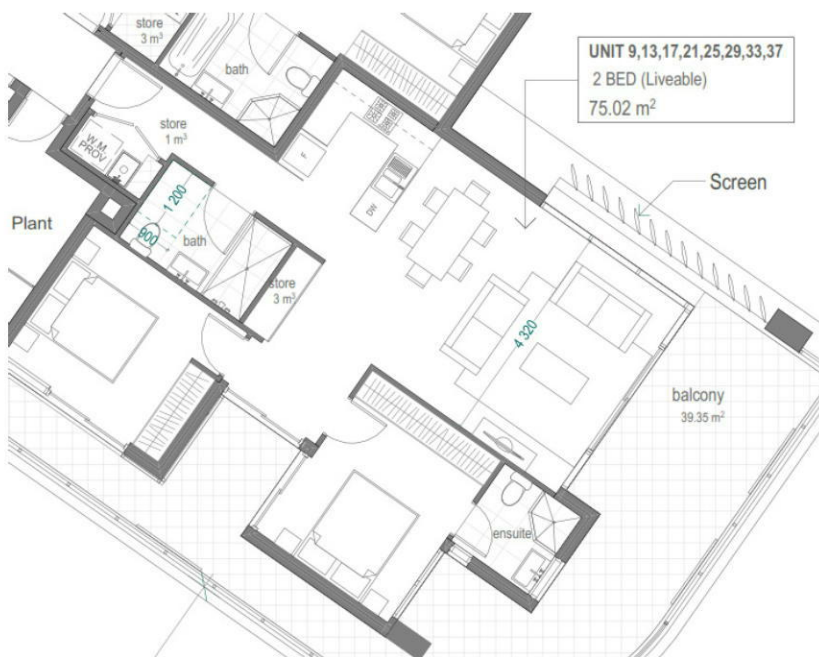 store
3 m³
bath
UNIT 9,13,17,21,25,29,33,37
2 BED (Liveable)
75.02 m²
store
1 m³
W.M.
PROV
F.
DW
Screen
1 200
900
bath
Plant
store
3 m³
4 320
balcony
39.35 m²
ensuite